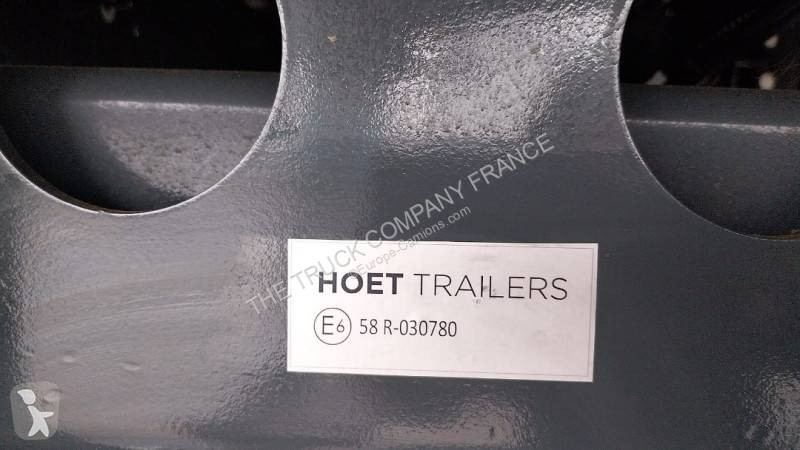 THE TRUCK COMPANY FRANCE
Europe-Camions.com
HOET TRAILERS
E6 58 R-030780